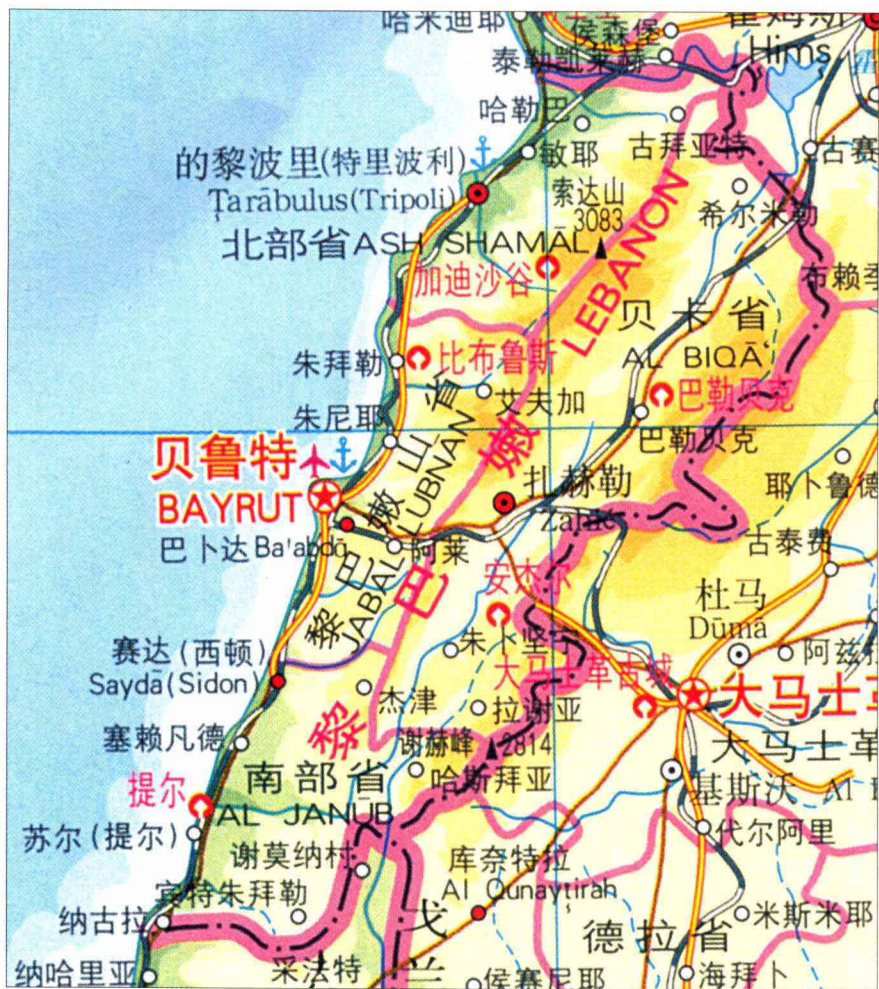 哈米迪耶
侯森堡
Hims
泰勒凯莱赫
哈勒巴
敏耶
古拜亚特
古赛
的黎波里(特里波利)
Ṭarābulus(Tripoli)
索达山
3083
希尔米勒
北部省 ASH SHAMĀL
加迪沙谷
布赖季
LEBANON
贝卡省
AL BIQĀ‘
朱拜勒
比布鲁斯
艾夫加
巴勒贝克
巴勒贝克
朱尼耶
黎巴嫩山省
JABAL LUBNAN
黎巴嫩
贝鲁特
BAYRUT
扎赫勒
Zahlé
耶卜鲁德
巴卜达 Ba'abdā
阿莱
古泰费
安杰尔
杜马
Dūmā
朱卜坚宁
赛达(西顿)
Saydā(Sidon)
大马士革古城
阿兹
杰津
拉谢亚
大马士
塞赖凡德
谢赫峰
2814
大马士革
南部省
AL JANŪB
哈斯拜亚
提尔
基斯沃
Al
苏尔(提尔)
代尔阿里
谢莫纳村
库奈特拉
Al Qunayṭirah
宾特朱拜勒
纳古拉
戈
兰
米斯米耶
德拉省
纳哈里亚
采法特
侯赛尼耶
海拜卜